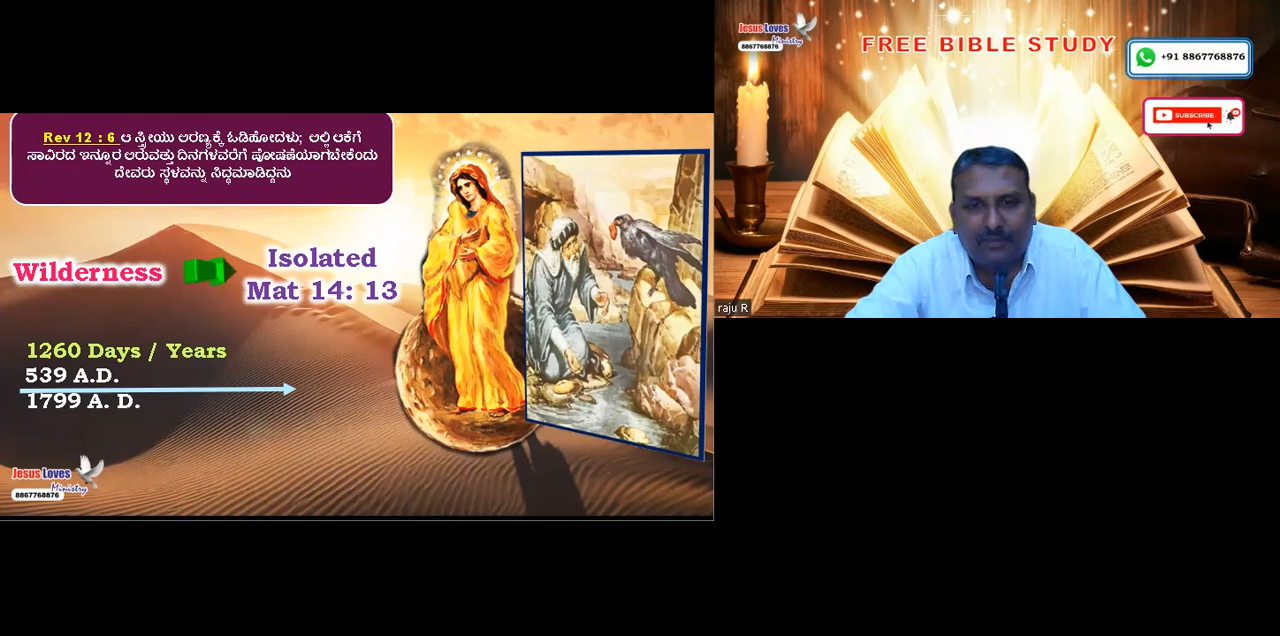 Rev 12 : 6 ಆ ಸ್ತ್ರೀಯು ಅರಣ್ಯಕ್ಕೆ ಓಡಿಹೋದಳು; ಅಲ್ಲಿ ಆಕೆಗೆ
ಸಾವಿರದ ಇನ್ನೂರ ಅರುವತ್ತು ದಿನಗಳವರೆಗೆ ಪೋಷಣೆಯಾಗಬೇಕೆಂದು
ದೇವರು ಸ್ಥಳವನ್ನು ಸಿದ್ಧಮಾಡಿದ್ದನು
Wilderness
Isolated
Mat 14: 13
1260 Days / Years
539 A.D.
1799 A. D.
Jesus Loves
Ministry
8867768876
Jesus Loves
Ministry
8867768876
FREE BIBLE STUDY
+91 8867768876
SUBSCRIBE
raju R